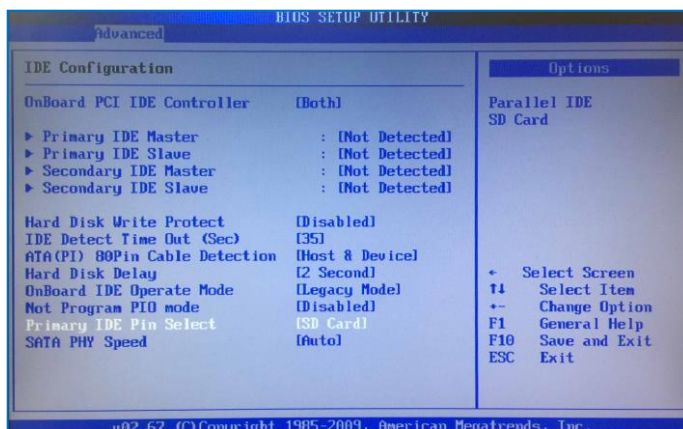 BIOS SETUP UTILITY
Advanced
IDE Configuration
OnBoard PCI IDE Controller [Both]
Primary IDE Master : [Not Detected]
Primary IDE Slave : [Not Detected]
Secondary IDE Master : [Not Detected]
Secondary IDE Slave : [Not Detected]
Hard Disk Write Protect [Disabled]
IDE Detect Time Out (Sec) [35]
ATA(PI) 80Pin Cable Detection [Host & Device]
Hard Disk Delay [2 Second]
OnBoard IDE Operate Mode [Legacy Mode]
Not Program PIO mode [Disabled]
Primary IDE Pin Select [SD Card]
SATA PHY Speed [Auto]
Options
Parallel IDE
SD Card
← Select Screen
↑↓ Select Item
+- Change Option
F1 General Help
F10 Save and Exit
ESC Exit
v02.67 (C)Copyright 1985-2009, American Megatrends, Inc.